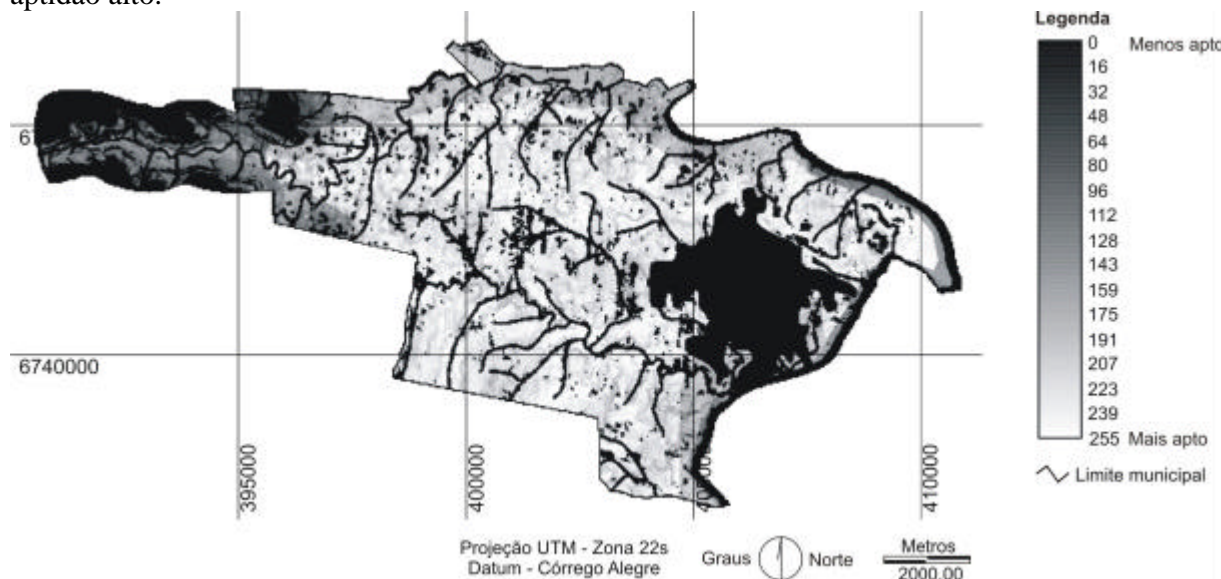 aptidão alto.
Legenda
0 Menos apto
16
32
48
64
80
96
112
128
143
159
175
191
207
223
239
255 Mais apto
Limite municipal
6740000
395000
400000
410000
Projeção UTM - Zona 22s
Datum - Córrego Alegre
Graus
Norte
Metros
2000.00